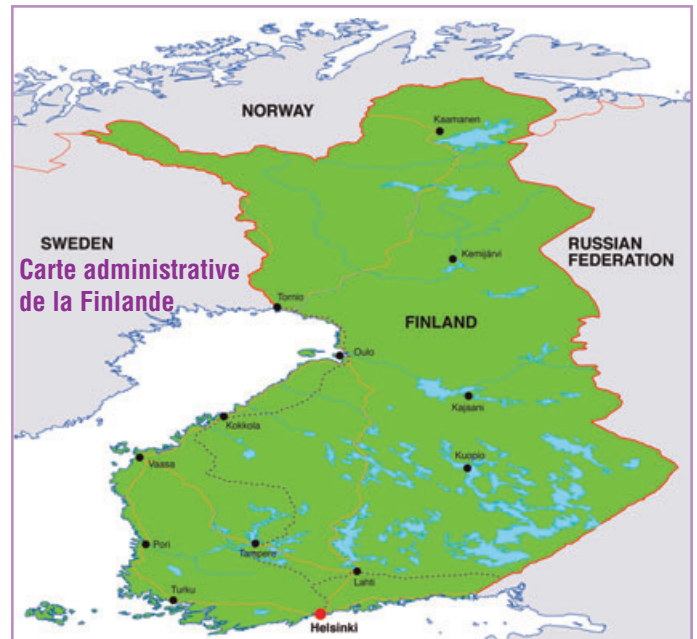 NORWAY
Kaamanen
SWEDEN
RUSSIAN
FEDERATION
Carte administrative
de la Finlande
Kemijärvi
Tornio
FINLAND
Oulo
Kajaani
Kokkola
Kuopio
Vaasa
Pori
Tampere
Lahti
Turku
Helsinki